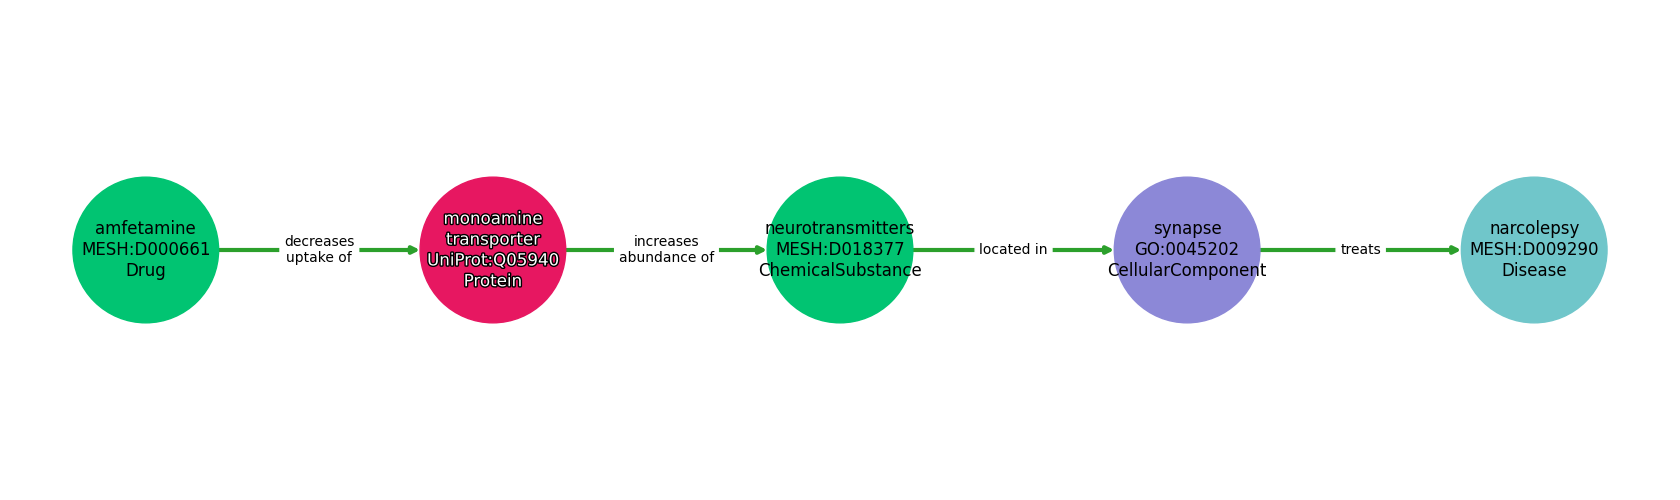 amfetamine
MESH:D000661
Drug
decreases
uptake of
monoamine
transporter
UniProt:Q05940
Protein
increases
abundance of
neurotransmitters
MESH:D018377
ChemicalSubstance
located in
synapse
GO:0045202
CellularComponent
treats
narcolepsy
MESH:D009290
Disease